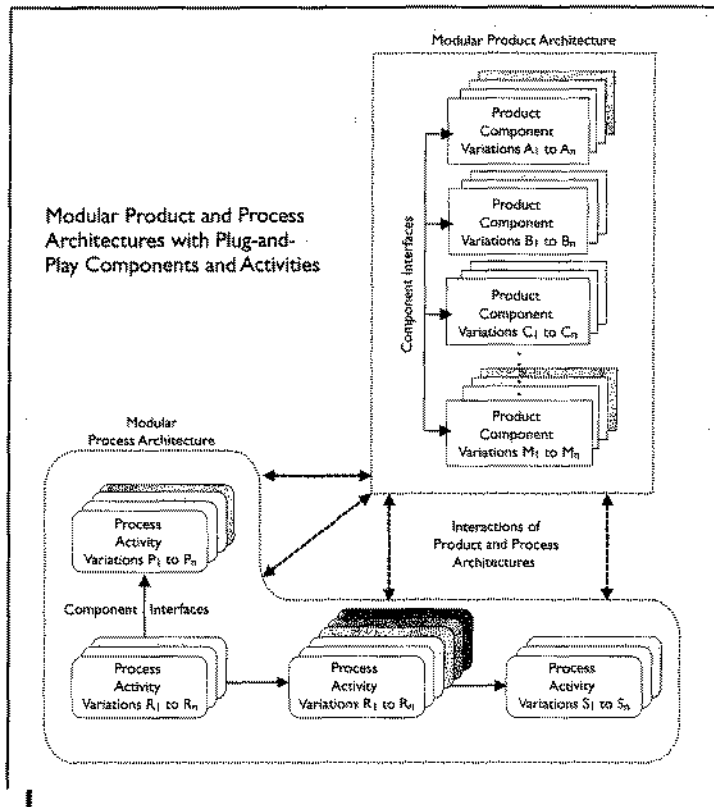 Modular Product Architecture
Product
Component
Variations A1 to An
Product
Component
Variations B1 to Bn
Product
Component
Variations C1 to Cn
Product
Component
Variations M1 to Mn
Component Interfaces
Modular Product and Process
Architectures with Plug-and-
Play Components and Activities
Modular
Process Architecture
Process
Activity
Variations P1 to Pn
Interactions of
Product and Process
Architectures
Component Interfaces
Process
Activity
Variations R1 to Rn
Process
Activity
Variations R1 to Rn
Process
Activity
Variations S1 to Sn